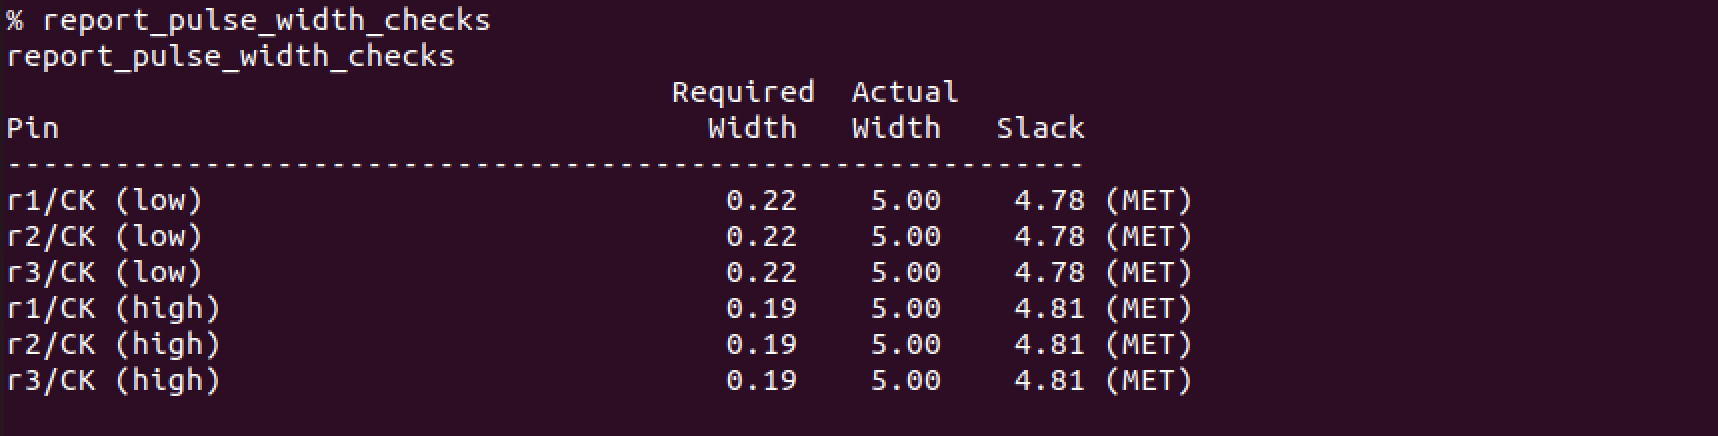 % report_pulse_width_checks
report_pulse_width_checks
                                     Required  Actual
Pin                                    Width   Width   Slack
------------------------------------------------------------
r1/CK (low)                             0.22    5.00    4.78 (MET)
r2/CK (low)                             0.22    5.00    4.78 (MET)
r3/CK (low)                             0.22    5.00    4.78 (MET)
r1/CK (high)                            0.19    5.00    4.81 (MET)
r2/CK (high)                            0.19    5.00    4.81 (MET)
r3/CK (high)                            0.19    5.00    4.81 (MET)